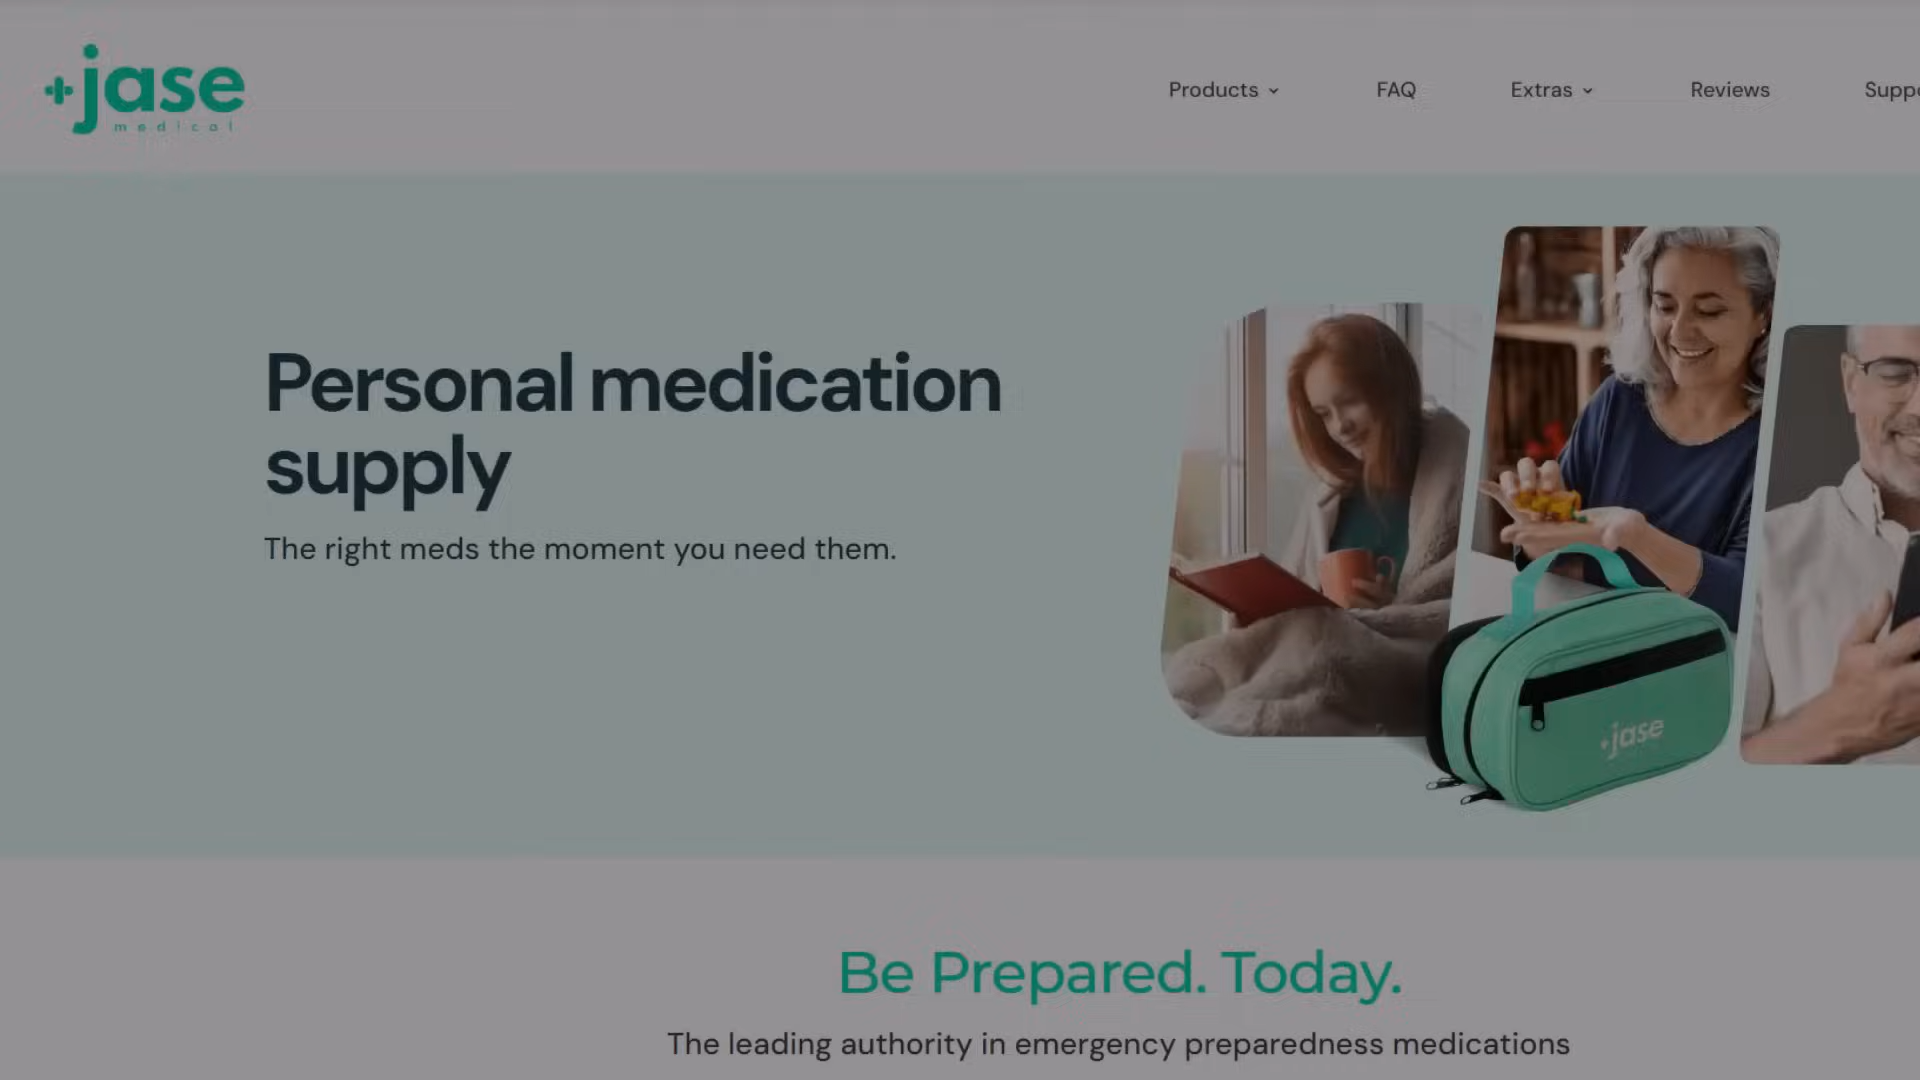 +jase
medical
Products
FAQ
Extras
Reviews
Suppo
Personal medication
supply
The right meds the moment you need them.
+jase
Be Prepared. Today.
The leading authority in emergency preparedness medications